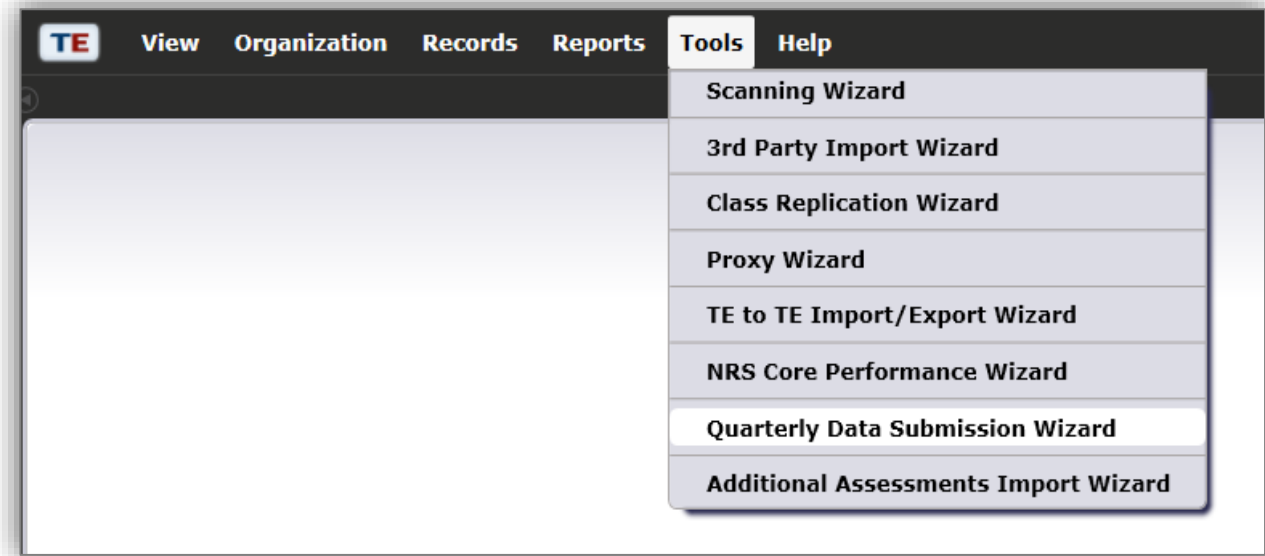 TE View Organization Records Reports Tools Help
Scanning Wizard
3rd Party Import Wizard
Class Replication Wizard
Proxy Wizard
TE to TE Import/Export Wizard
NRS Core Performance Wizard
Quarterly Data Submission Wizard
Additional Assessments Import Wizard